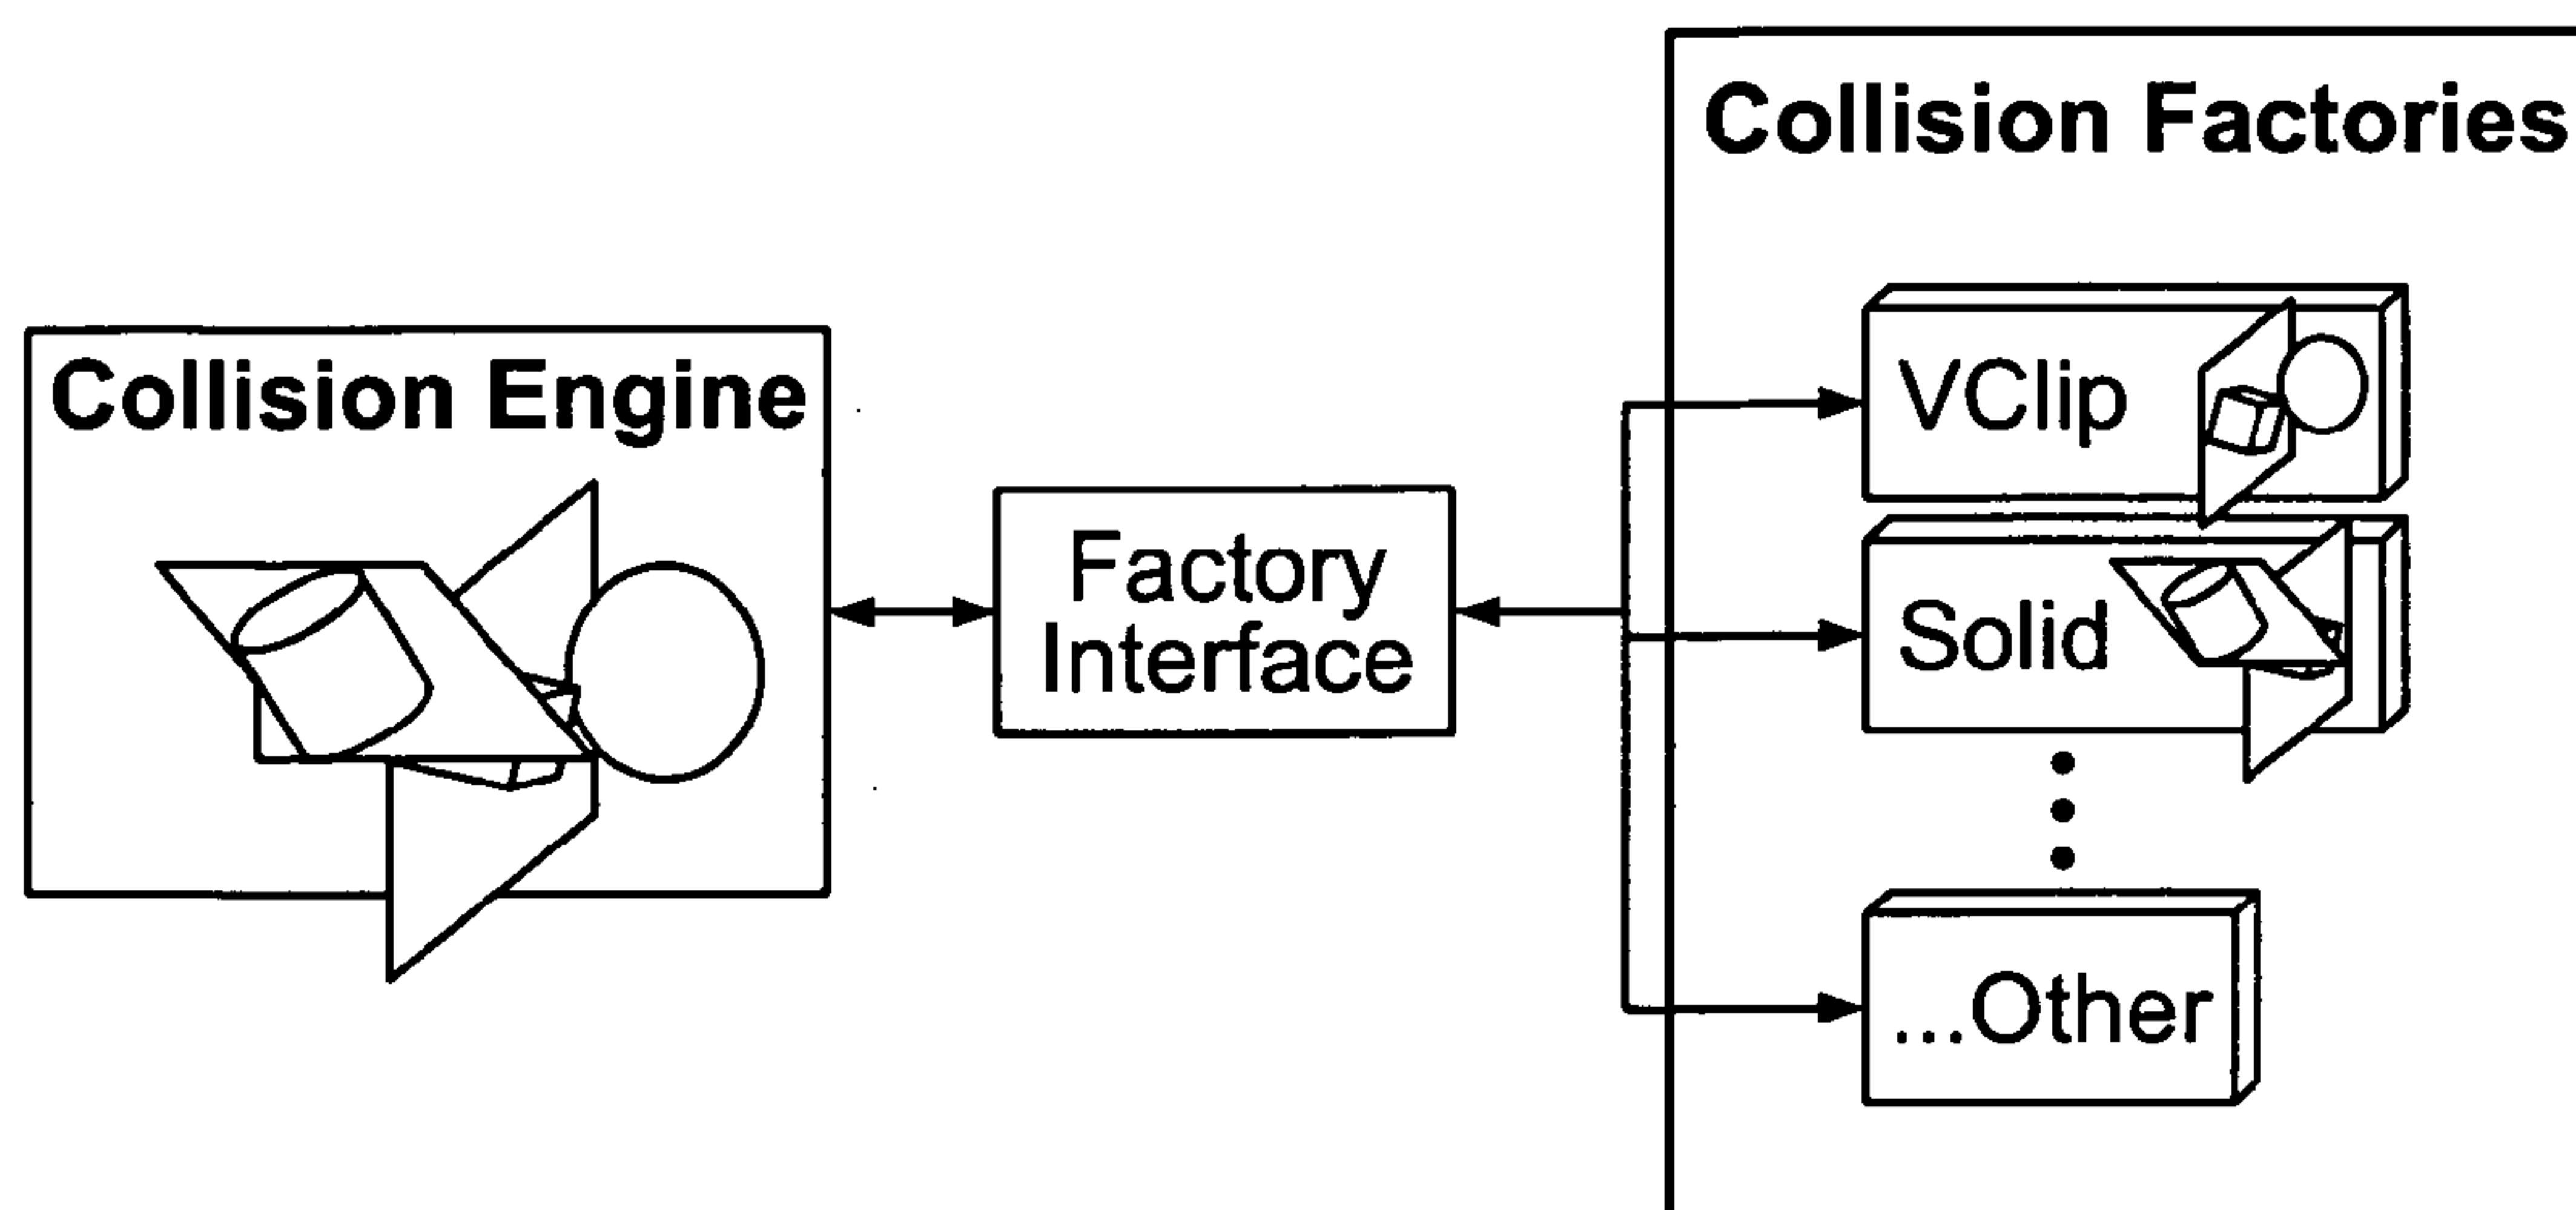 Collision Factories
Collision Engine
VClip
Factory
Interface
Solid
...Other